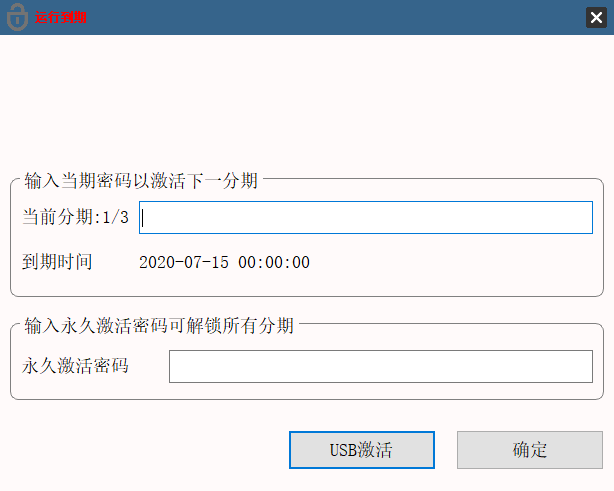 运行到期
输入当期密码以激活下一分期
当前分期:1/3
到期时间 2020-07-15 00:00:00
输入永久激活密码可解锁所有分期
永久激活密码
USB激活 确定